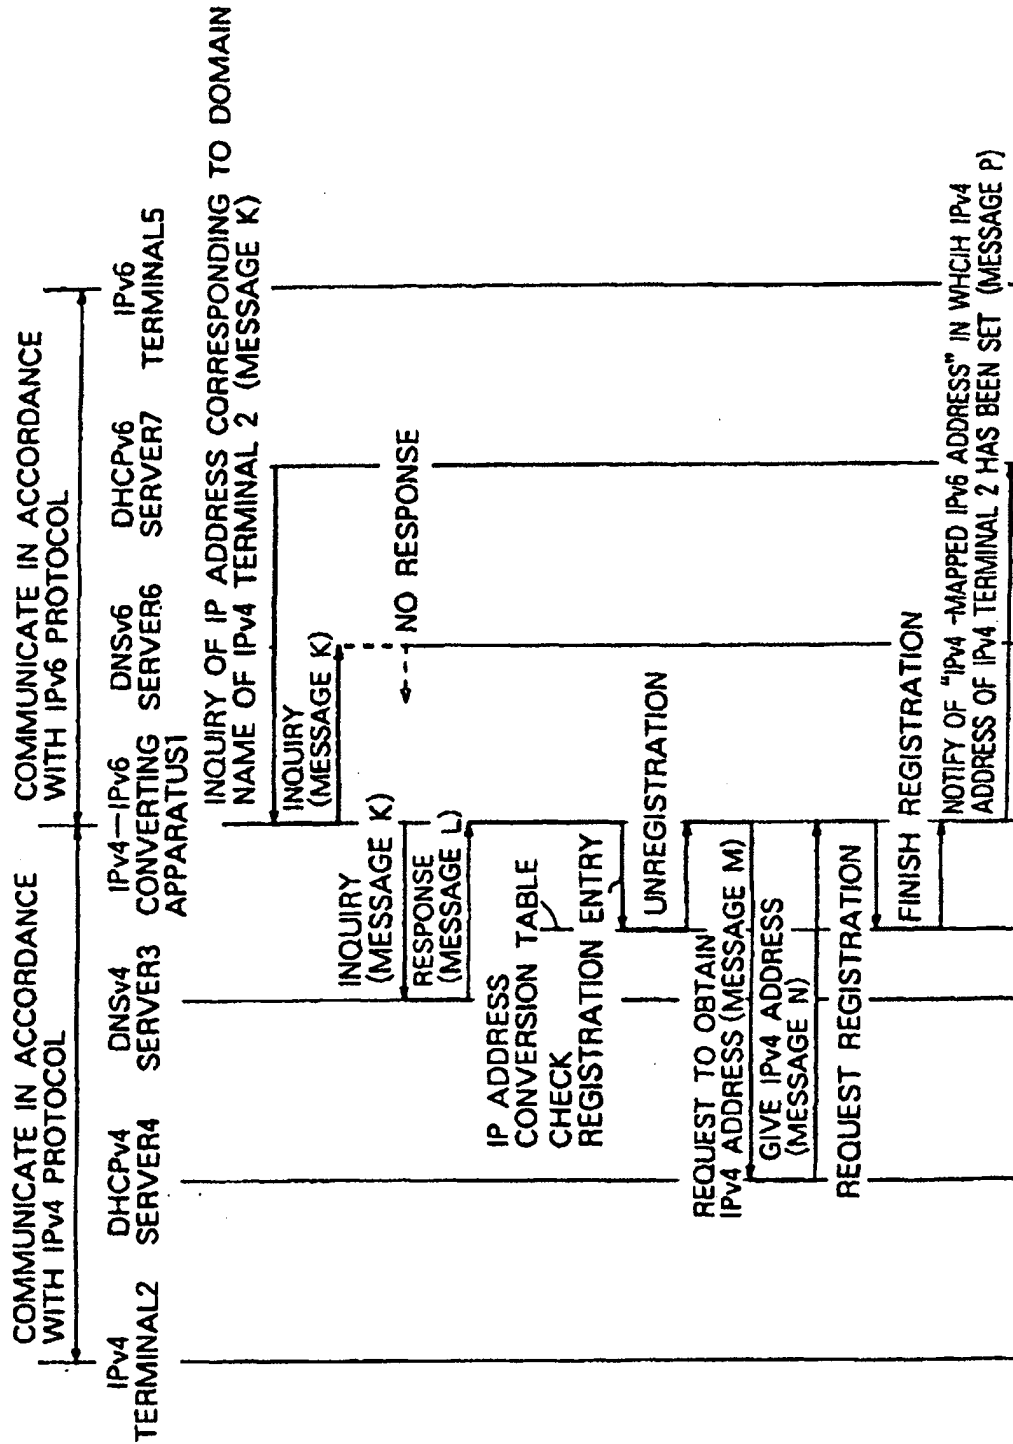 COMMUNICATE IN ACCORDANCE
WITH IPv4 PROTOCOL
COMMUNICATE IN ACCORDANCE
WITH IPv6 PROTOCOL
IPv4
TERMINAL2
DHCPv4
SERVER4
DNSv4
SERVER3
IPv4—IPv6
CONVERTING
APPARATUS1
DNSv6
SERVER6
DHCPv6
SERVER7
IPv6
TERMINAL5
INQUIRY OF IP ADDRESS CORRESPONDING TO DOMAIN
NAME OF IPv4 TERMINAL 2 (MESSAGE K)
INQUIRY
(MESSAGE K)
NO RESPONSE
INQUIRY
(MESSAGE K)
RESPONSE
(MESSAGE L)
IP ADDRESS
CONVERSION TABLE
CHECK
REGISTRATION ENTRY
UNREGISTRATION
REQUEST TO OBTAIN
IPv4 ADDRESS (MESSAGE M)
GIVE IPv4 ADDRESS
(MESSAGE N)
REQUEST REGISTRATION
FINISH REGISTRATION
NOTIFY OF "IPv4 -MAPPED IPv6 ADDRESS" IN WHCIH IPv4
ADDRESS OF IPv4 TERMINAL 2 HAS BEEN SET (MESSAGE P)